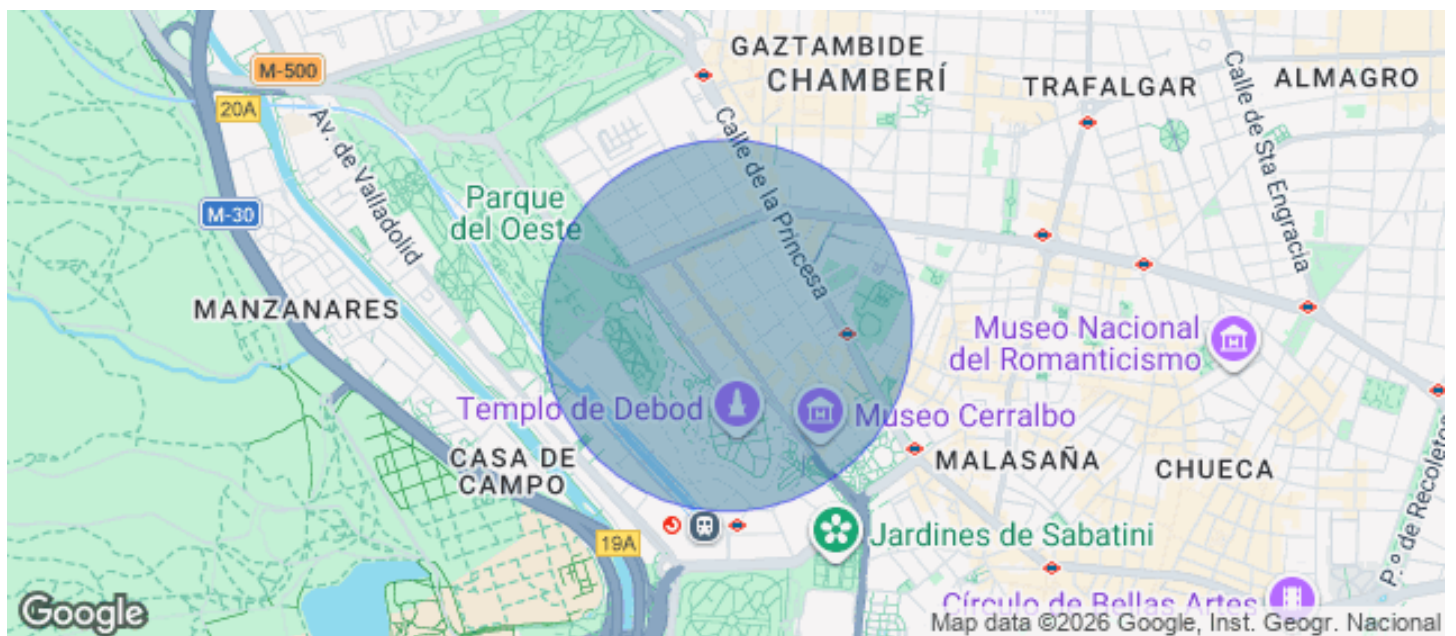 GAZTAMBIDE
CHAMBERÍ
TRAFALGAR
ALMAGRO
M-500
20A
Av. de Valladolid
Calle de la Princesa
Calle de Sta Engracia
Parque
del Oeste
M-30
MANZANARES
Museo Nacional
del Romanticismo
Templo de Debod
Museo Cerralbo
CASA DE
CAMPO
MALASAÑA
CHUECA
P.º de Recoletos
19A
Jardines de Sabatini
Círculo de Bellas Artes
Google
Map data ©2026 Google, Inst. Geogr. Nacional